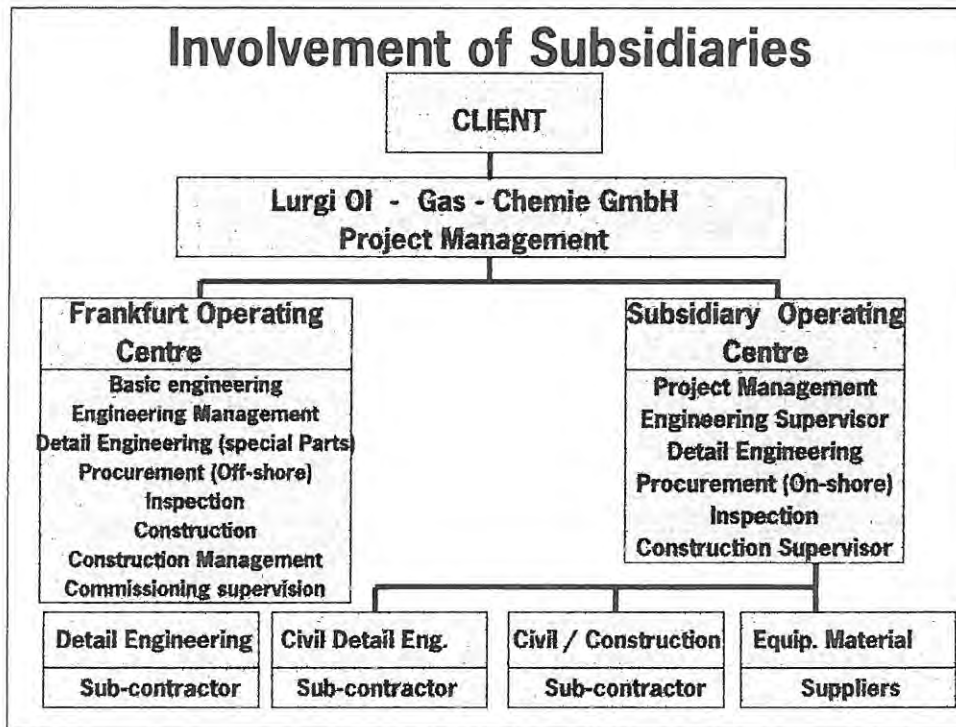 Involvement of Subsidiaries
CLIENT
Lurgi Ol - Gas - Chemie GmbH
Project Management
Frankfurt Operating
Centre
Basic engineering
Engineering Management
Detail Engineering (special Parts)
Procurement (Off-shore)
Inspection
Construction
Construction Management
Commissioning supervision
Subsidiary Operating
Centre
Project Management
Engineering Supervisor
Detail Engineering
Procurement (On-shore)
Inspection
Construction Supervisor
Detail Engineering
Sub-contractor
Civil Detail Eng.
Sub-contractor
Civil / Construction
Sub-contractor
Equip. Material
Suppliers